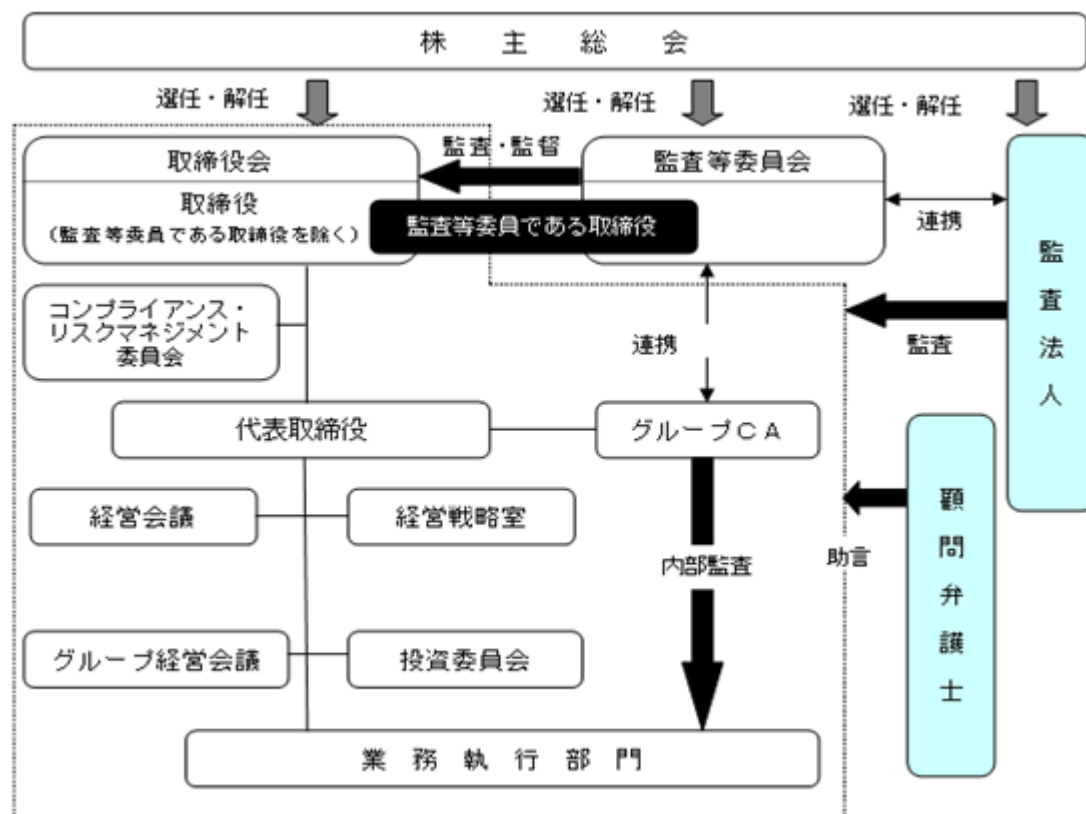 株主総会
選任・解任
選任・解任
選任・解任
取締役会
監査・監督
監査等委員会
取締役
(監査等委員である取締役を除く)
監査等委員である取締役
連携
監査法人
コンプライアンス・
リスクマネジメント
委員会
連携
監査
代表取締役
グループCA
経営会議
経営戦略室
内部監査
助言
顧問弁護士
グループ経営会議
投資委員会
業務執行部門